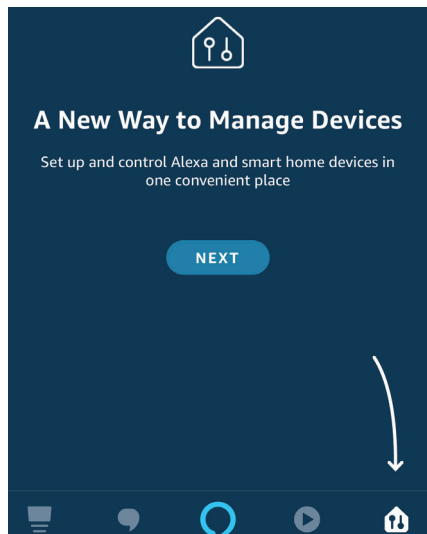 A New Way to Manage Devices
Set up and control Alexa and smart home devices in
one convenient place
NEXT